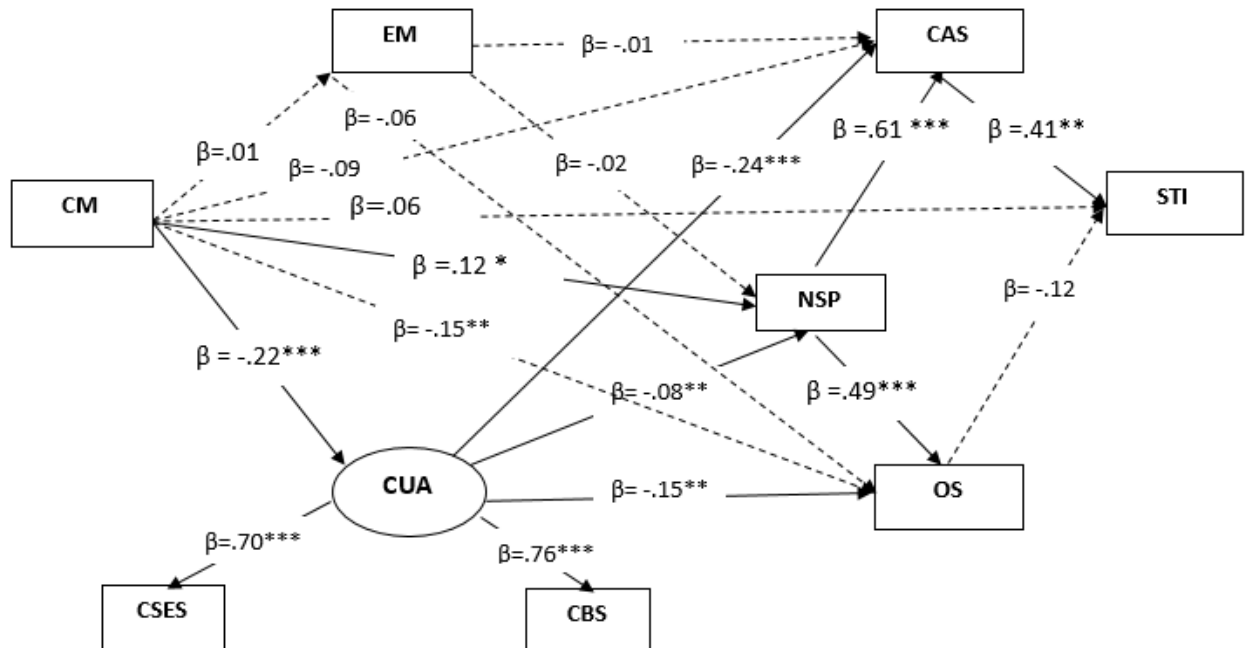 EM
CAS
β= -.01
β= -.06
β =.61 ***
β =.41**
β=.01
β= -.09
β= -.02
β= -.24***
CM
β=.06
STI
β =.12 *
NSP
β= -.12
β= -.15**
β = -.22***
β= -.08**
β =.49***
CUA
β= -.15**
OS
β=.70***
β=.76***
CSES
CBS